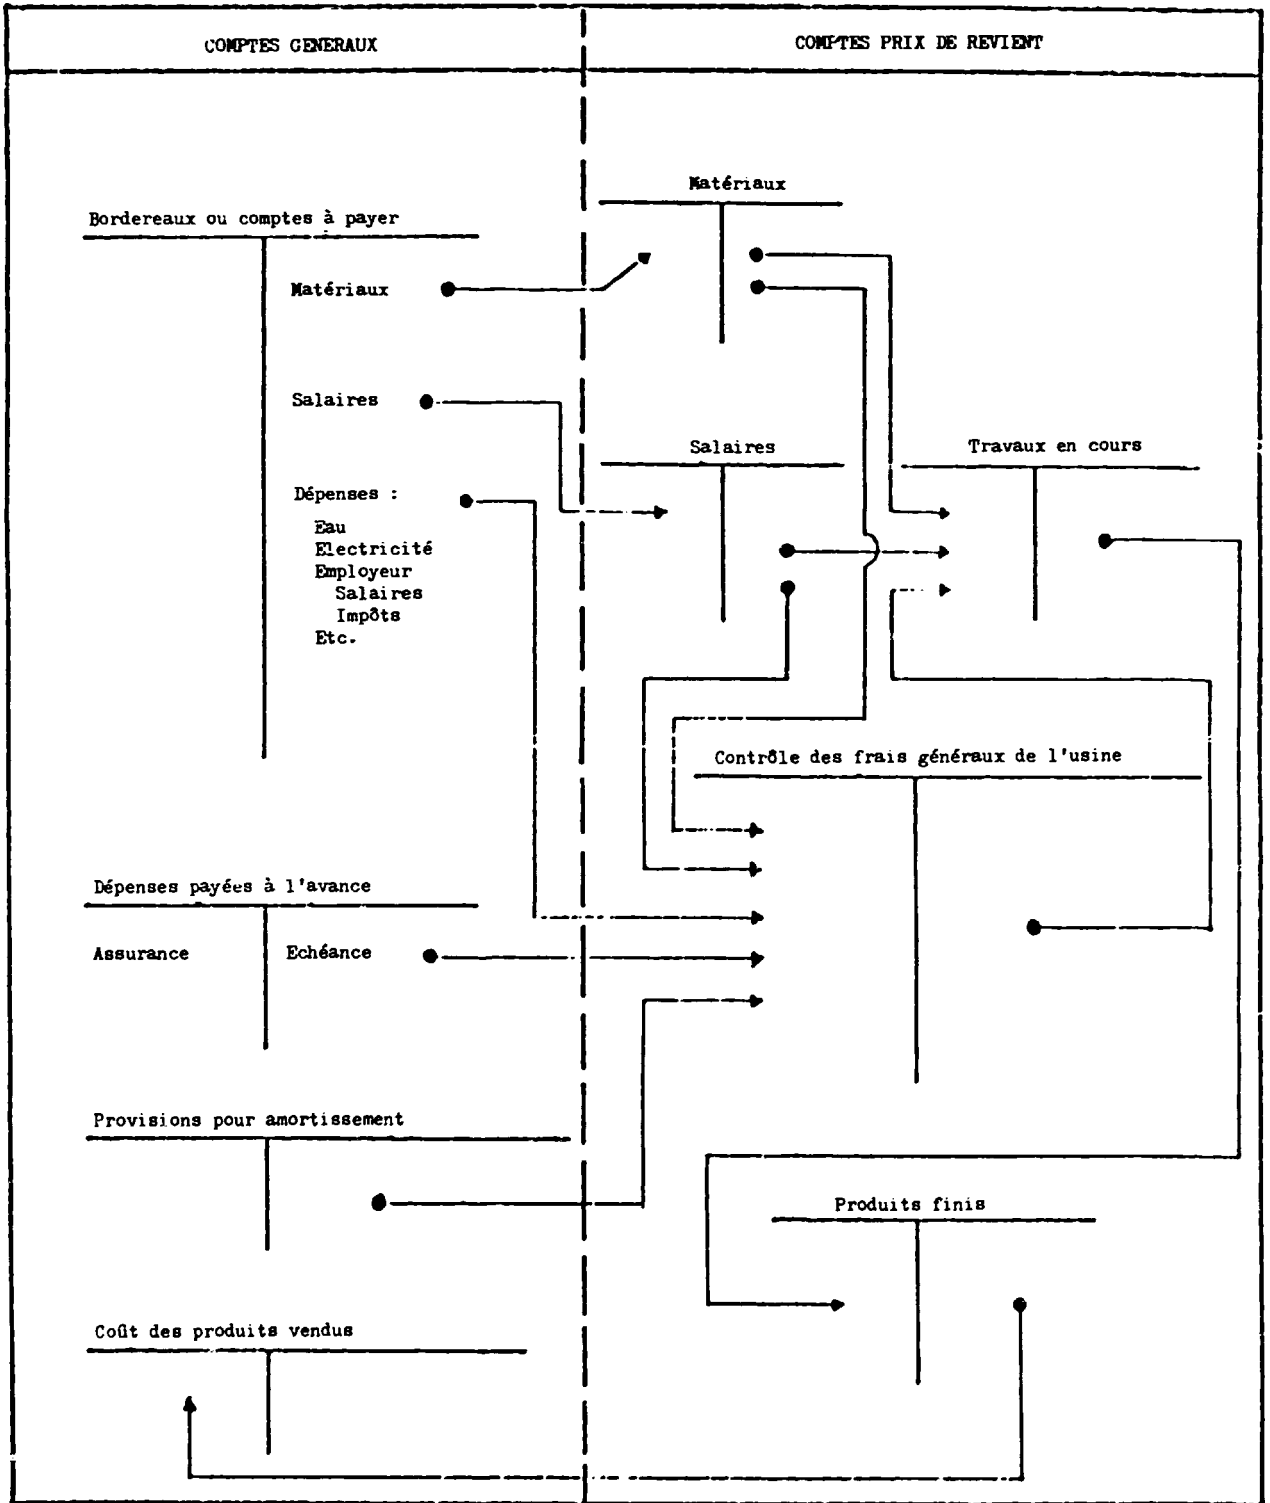 COMPTES GENERAUX
COMPTES PRIX DE REVIENT
Bordereaux ou comptes à payer
Matériaux
Salaires
Dépenses :
Eau
Electricité
Employeur
Salaires
Impôts
Etc.
Dépenses payées à l'avance
Assurance
Echéance
Provisions pour amortissement
Coût des produits vendus
Matériaux
Salaires
Travaux en cours
Contrôle des frais généraux de l'usine
Produits finis